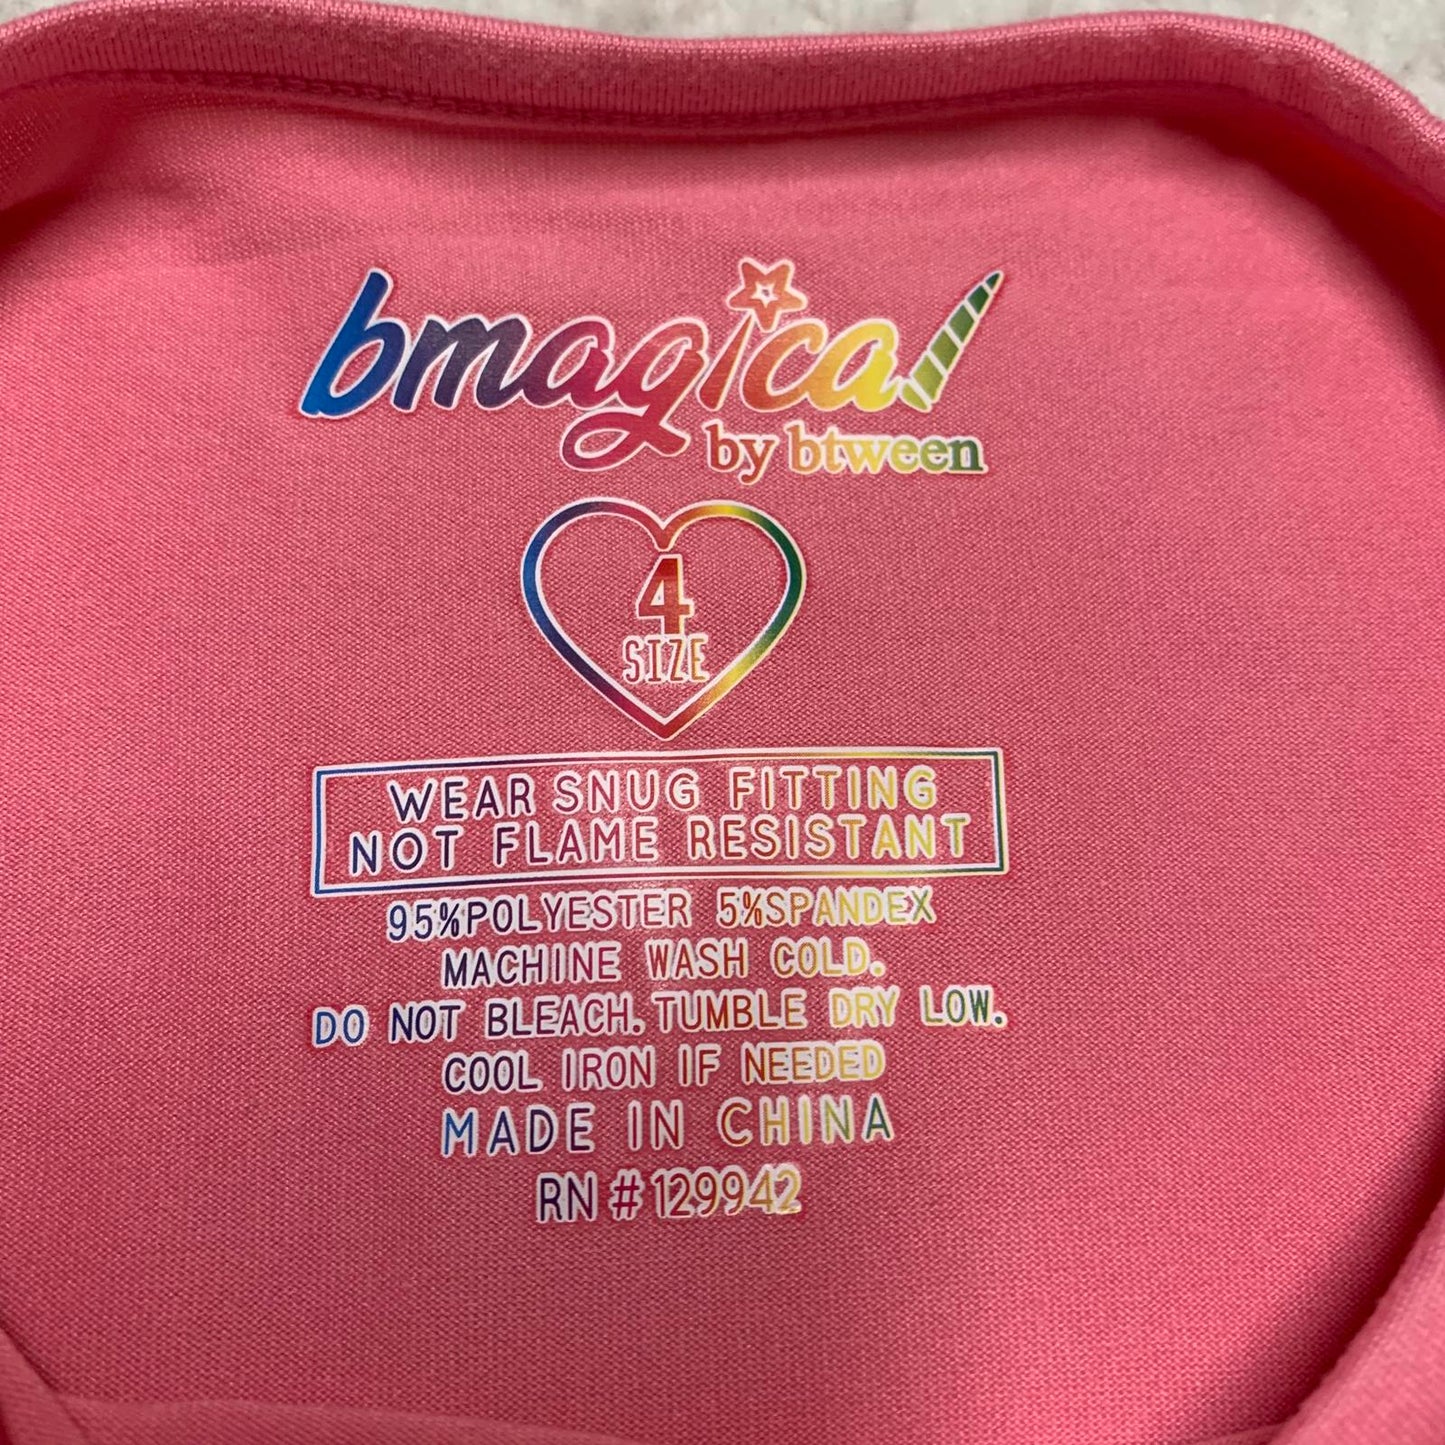 bmagical
by btween
4
SIZE
WEAR SNUG FITTING
NOT FLAME RESISTANT
95%POLYESTER 5%SPANDEX
MACHINE WASH COLD.
DO NOT BLEACH. TUMBLE DRY LOW.
COOL IRON IF NEEDED
MADE IN CHINA
RN # 129942